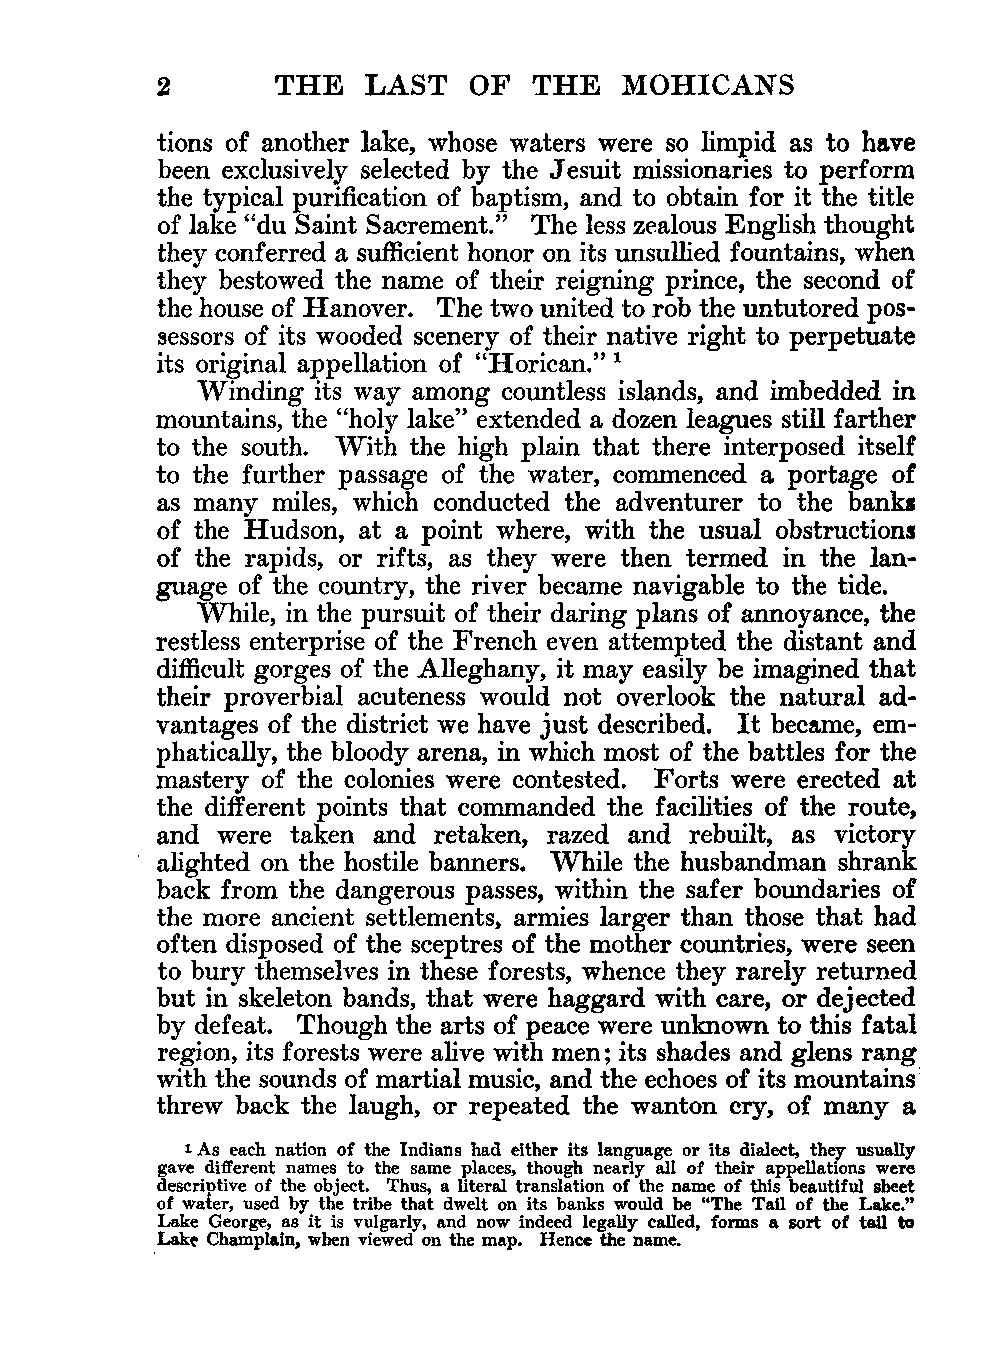 2 THE LAST OF THE MOHICANS
tions of another lake, whose waters were so limpid as to have
been exclusively selected by the Jesuit missionaries to perform
the typical purification of baptism, and to obtain for it the title
of lake “du Saint Sacrement.” The less zealous English thought
they conferred a sufficient honor on its unsullied fountains, when
they bestowed the name of their reigning prince, the second of
the house of Hanover. The two united to rob the untutored pos-
sessors of its wooded scenery of their native right to perpetuate
its original appellation of “Horican.” ¹
Winding its way among countless islands, and imbedded in
mountains, the “holy lake” extended a dozen leagues still farther
to the south. With the high plain that there interposed itself
to the further passage of the water, commenced a portage of
as many miles, which conducted the adventurer to the banks
of the Hudson, at a point where, with the usual obstructions
of the rapids, or rifts, as they were then termed in the lan-
guage of the country, the river became navigable to the tide.
While, in the pursuit of their daring plans of annoyance, the
restless enterprise of the French even attempted the distant and
difficult gorges of the Alleghany, it may easily be imagined that
their proverbial acuteness would not overlook the natural ad-
vantages of the district we have just described. It became, em-
phatically, the bloody arena, in which most of the battles for the
mastery of the colonies were contested. Forts were erected at
the different points that commanded the facilities of the route,
and were taken and retaken, razed and rebuilt, as victory
alighted on the hostile banners. While the husbandman shrank
back from the dangerous passes, within the safer boundaries of
the more ancient settlements, armies larger than those that had
often disposed of the sceptres of the mother countries, were seen
to bury themselves in these forests, whence they rarely returned
but in skeleton bands, that were haggard with care, or dejected
by defeat. Though the arts of peace were unknown to this fatal
region, its forests were alive with men; its shades and glens rang
with the sounds of martial music, and the echoes of its mountains
threw back the laugh, or repeated the wanton cry, of many a
¹ As each nation of the Indians had either its language or its dialect, they usually
gave different names to the same places, though nearly all of their appellations were
descriptive of the object. Thus, a literal translation of the name of this beautiful sheet
of water, used by the tribe that dwelt on its banks would be “The Tail of the Lake.”
Lake George, as it is vulgarly, and now indeed legally called, forms a sort of tail to
Lake Champlain, when viewed on the map. Hence the name.